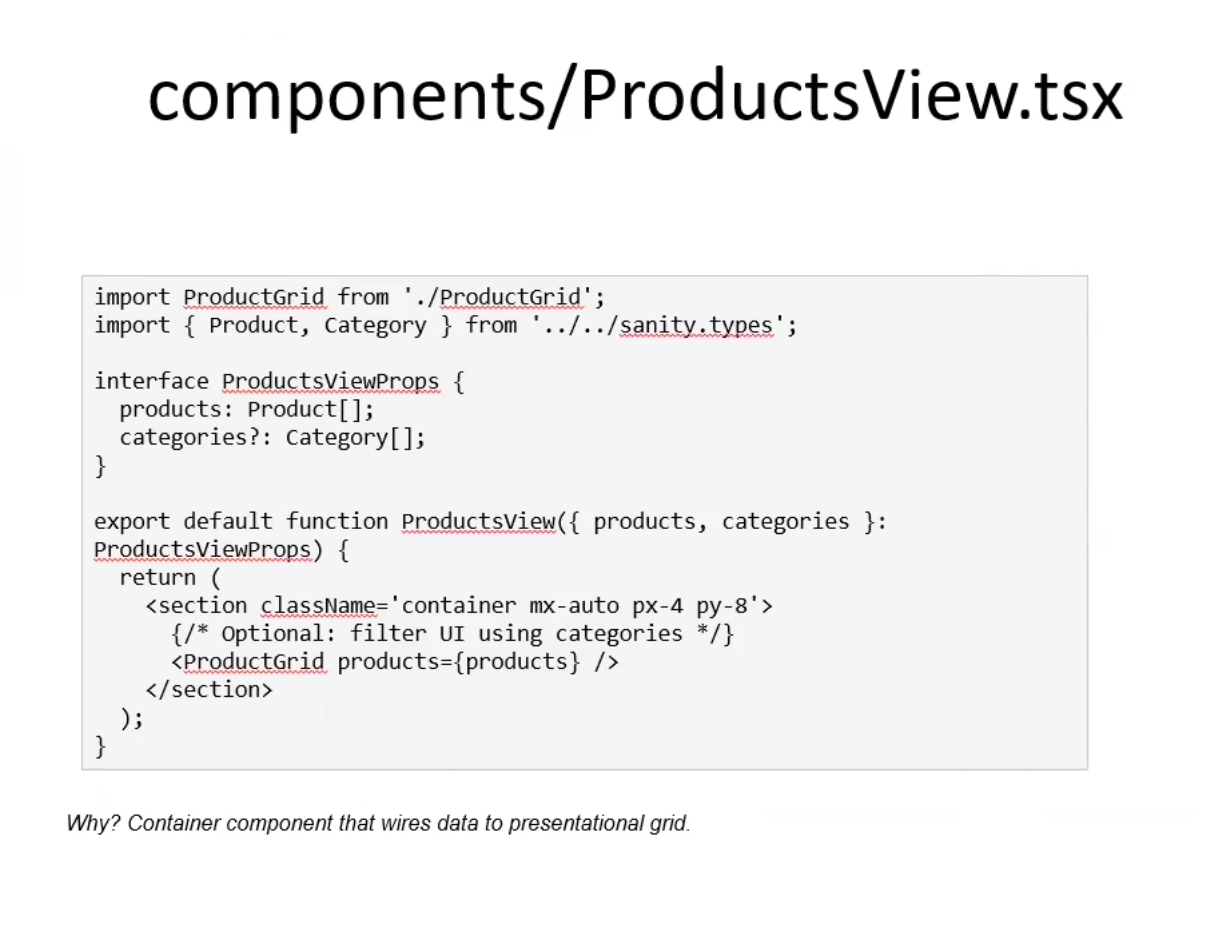 components/ProductsView.tsx
import ProductGrid from './ProductGrid';
import { Product, Category } from '../../sanity.types';
interface ProductsViewProps {
  products: Product[];
  categories?: Category[];
}
export default function ProductsView({ products, categories }:
ProductsViewProps) {
  return (
    <section className='container mx-auto px-4 py-8'>
      {/* Optional: filter UI using categories */}
      <ProductGrid products={products} />
    </section>
  );
}
Why? Container component that wires data to presentational grid.